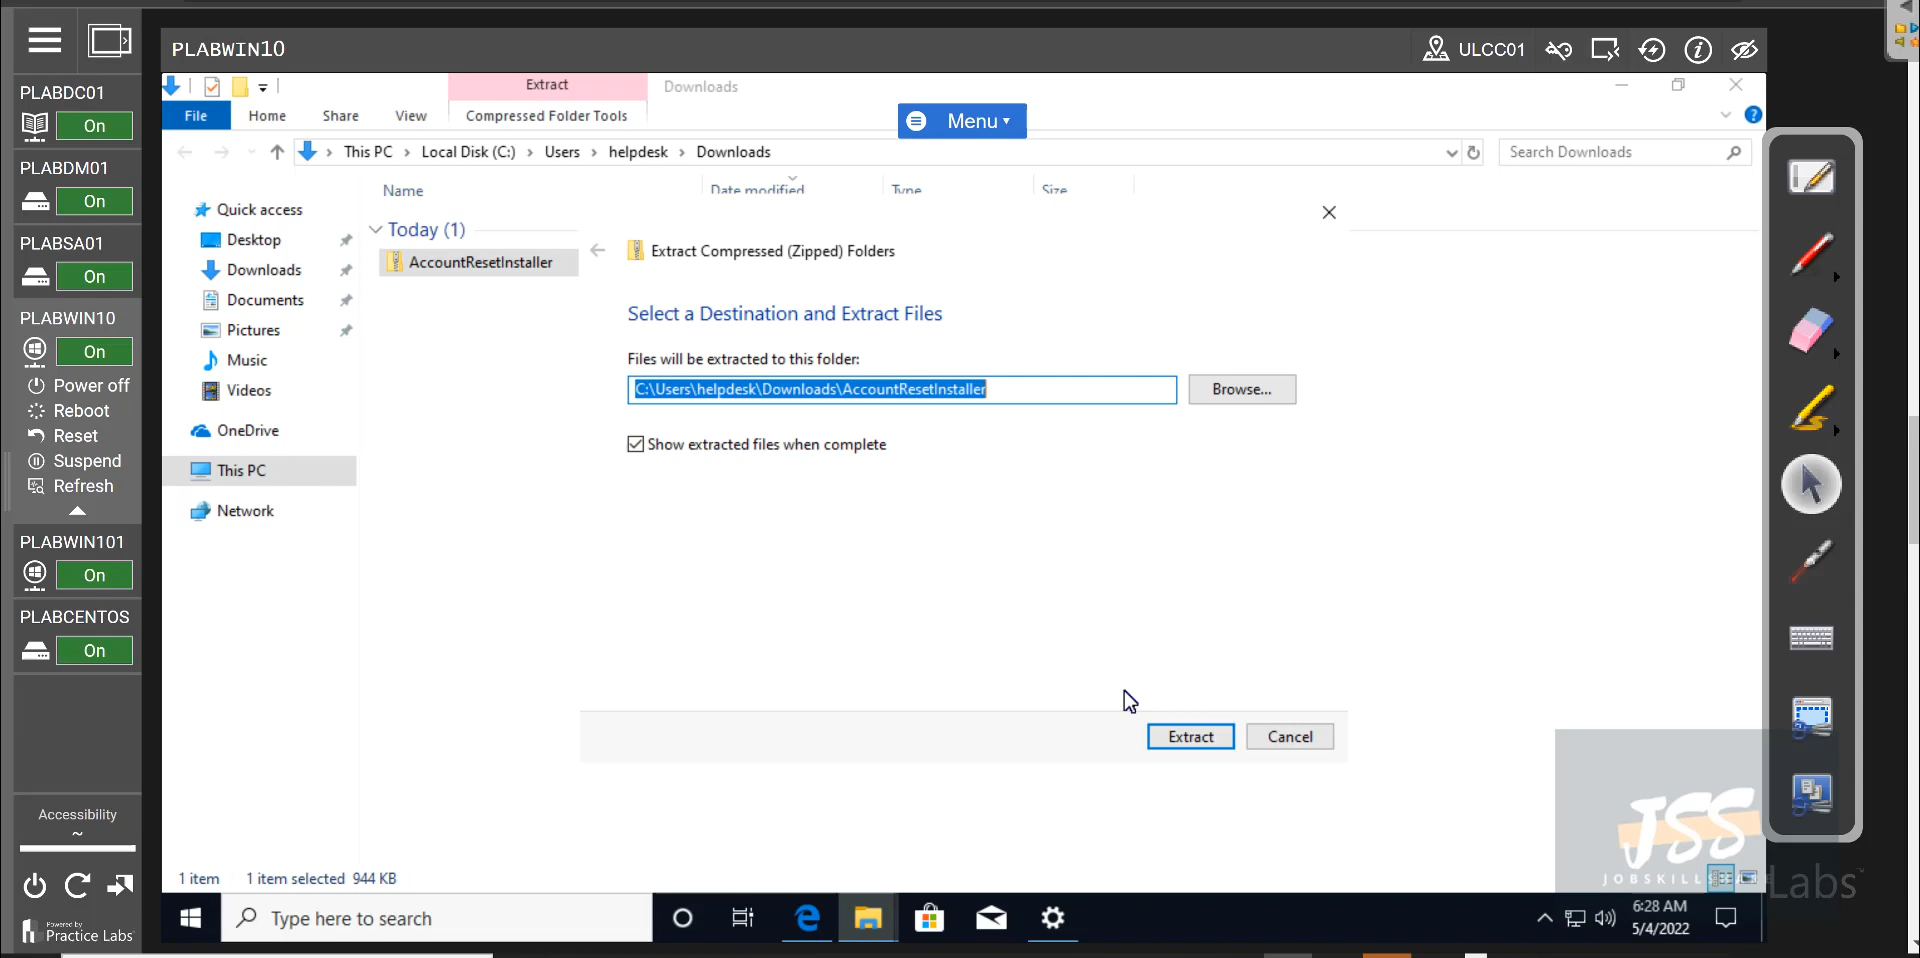 PLABWIN10
ULCC01
PLABDC01
On
PLABDM01
On
PLABSA01
On
PLABWIN10
On
Power off
Reboot
Reset
Suspend
Refresh
PLABWIN101
On
PLABCENTOS
On
Accessibility
Powered by
Practice Labs
Extract
Downloads
File
Home
Share
View
Compressed Folder Tools
Menu
This PC > Local Disk (C:) > Users > helpdesk > Downloads
Search Downloads
Name
Date modified
Type
Size
Quick access
Desktop
Downloads
Documents
Pictures
Music
Videos
OneDrive
This PC
Network
Today (1)
AccountResetInstaller
Extract Compressed (Zipped) Folders
Select a Destination and Extract Files
Files will be extracted to this folder:
C:\Users\helpdesk\Downloads\AccountResetInstaller
Browse...
Show extracted files when complete
Extract
Cancel
1 item
1 item selected 944 KB
JSS
JOBSKILLS
Labs
Type here to search
6:28 AM
5/4/2022